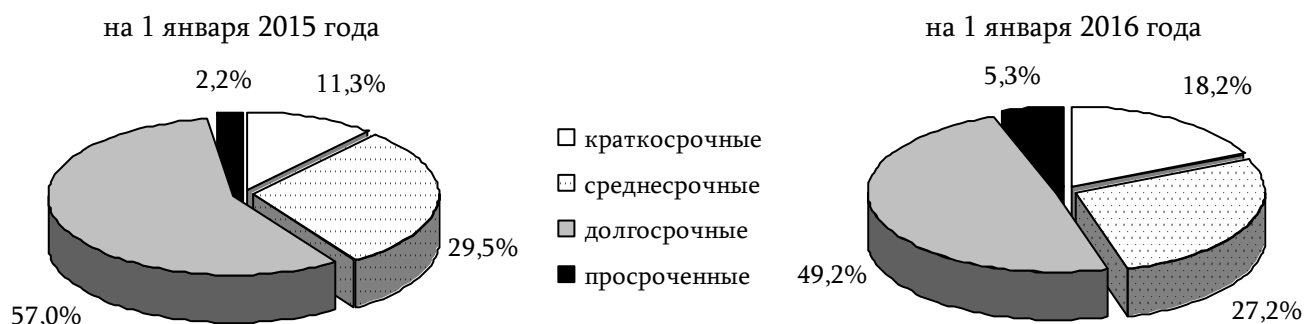 на 1 января 2015 года
2,2%
11,3%
29,5%
57,0%
краткосрочные
среднесрочные
долгосрочные
просроченные
на 1 января 2016 года
5,3%
18,2%
49,2%
27,2%